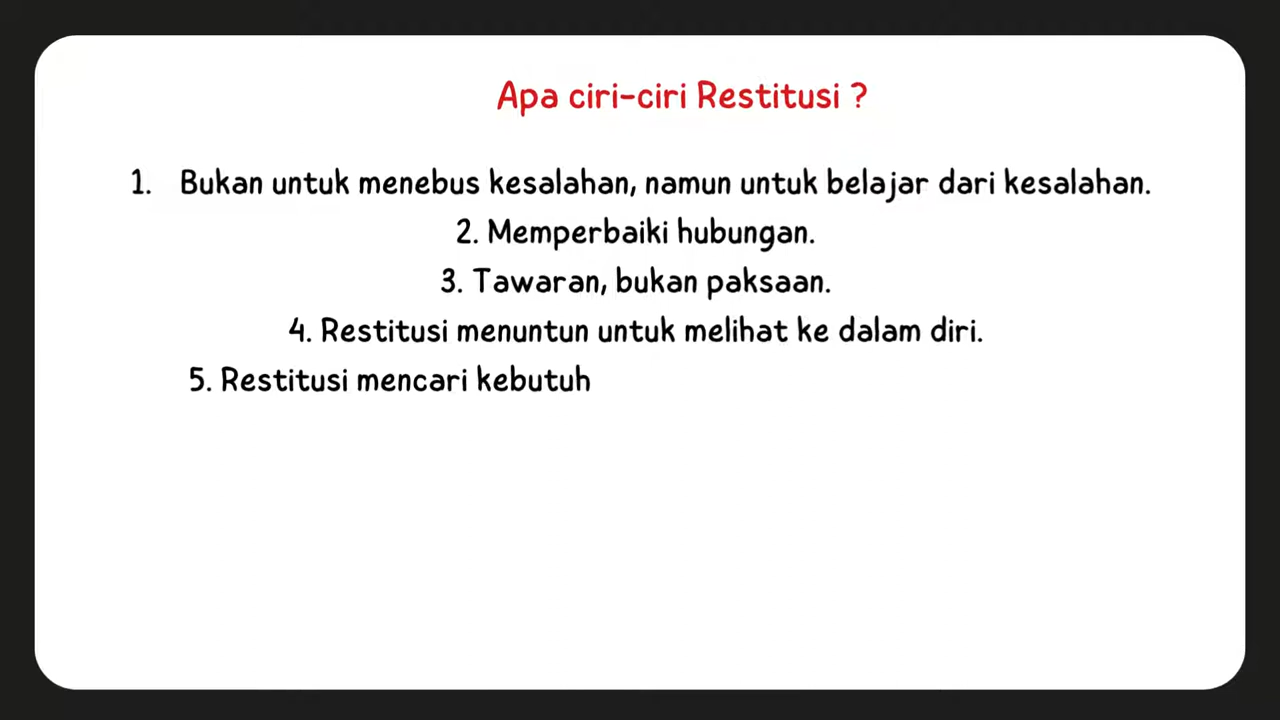 Apa ciri-ciri Restitusi ?
1. Bukan untuk menebus kesalahan, namun untuk belajar dari kesalahan.
2. Memperbaiki hubungan.
3. Tawaran, bukan paksaan.
4. Restitusi menuntun untuk melihat ke dalam diri.
5. Restitusi mencari kebutuh